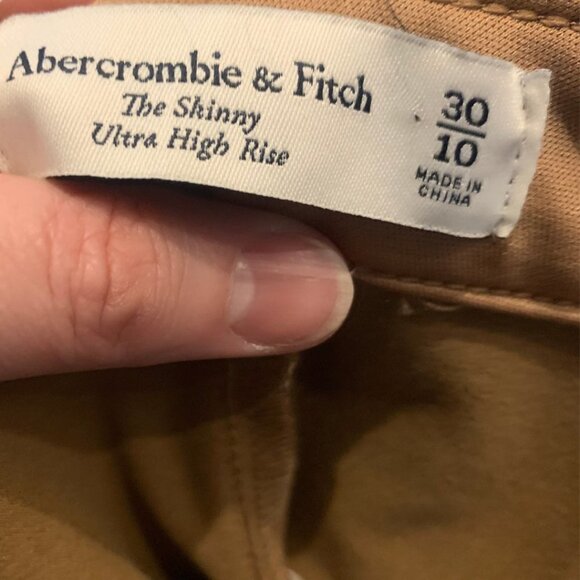 Abercrombie & Fitch
The Skinny
Ultra High Rise
30
10
MADE IN
CHINA